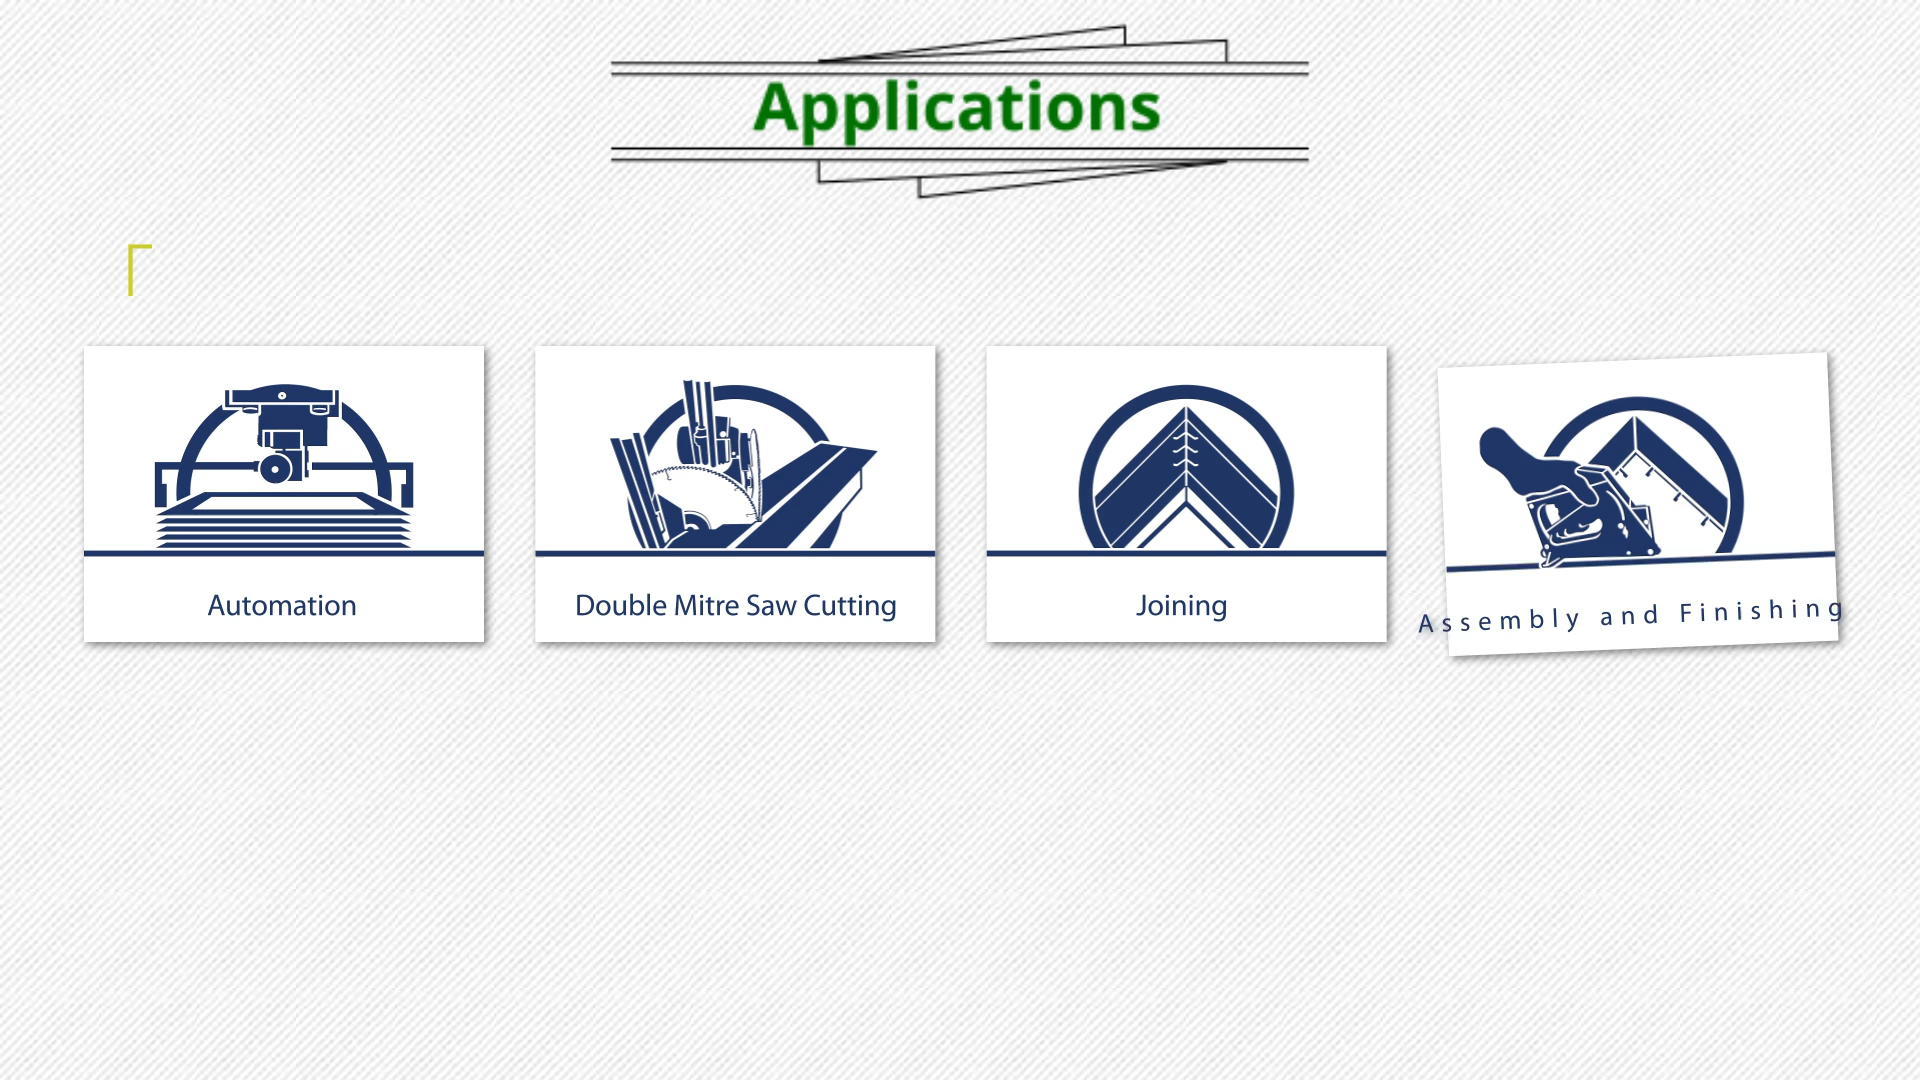 Applications
Automation
Double Mitre Saw Cutting
Joining
Assembly and Finishing